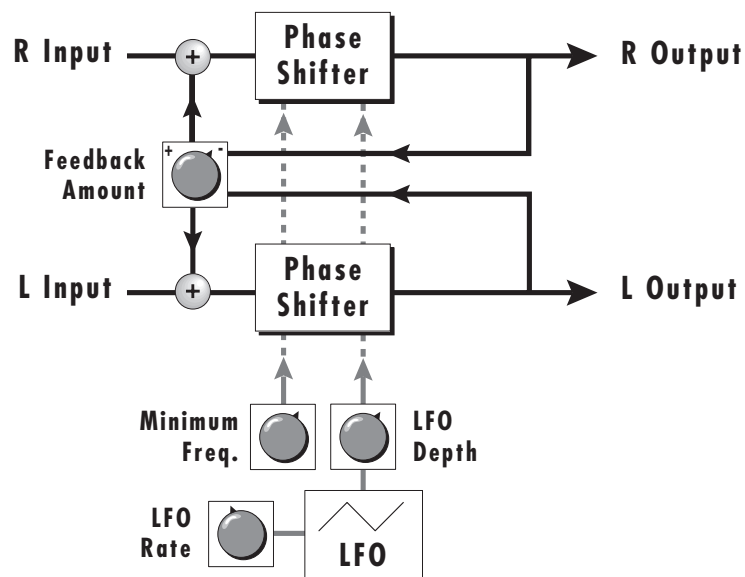 R Input
+
Phase
Shifter
R Output
Feedback
Amount
+ -
L Input
+
Phase
Shifter
L Output
Minimum
Freq.
LFO
Depth
LFO
Rate
LFO